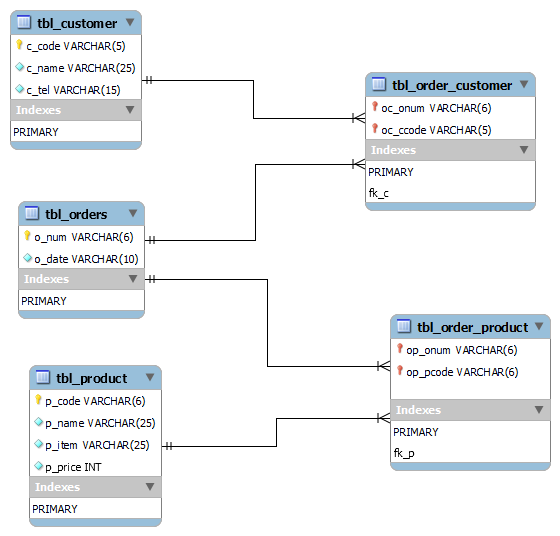 tbl_customer
c_code VARCHAR(5)
c_name VARCHAR(25)
c_tel VARCHAR(15)
Indexes
PRIMARY
tbl_order_customer
oc_onum VARCHAR(6)
oc_ccode VARCHAR(5)
Indexes
PRIMARY
fk_c
tbl_orders
o_num VARCHAR(6)
o_date VARCHAR(10)
Indexes
PRIMARY
tbl_order_product
op_onum VARCHAR(6)
op_pcode VARCHAR(6)
Indexes
PRIMARY
fk_p
tbl_product
p_code VARCHAR(6)
p_name VARCHAR(25)
p_item VARCHAR(25)
p_price INT
Indexes
PRIMARY